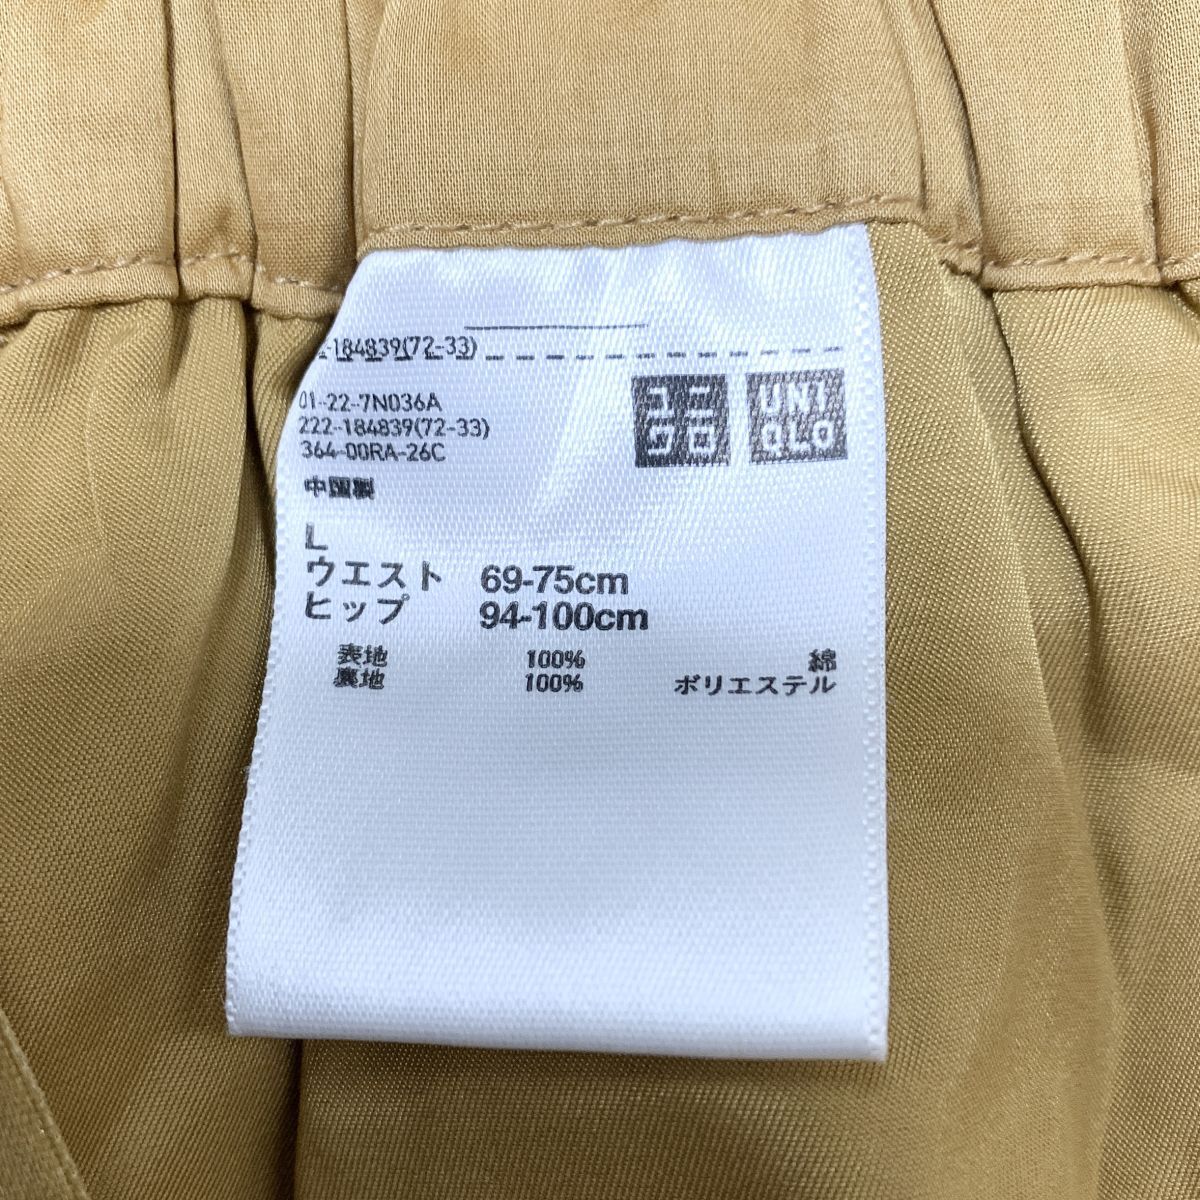 -184839(72-33)
01-22-7N036A
222-184839(72-33)
364-00RA-26C
ユニ
クロ
UNI
QLO
中国製
L
ウエスト 69-75cm
ヒップ 94-100cm
表地 100% 綿
裏地 100% ポリエステル